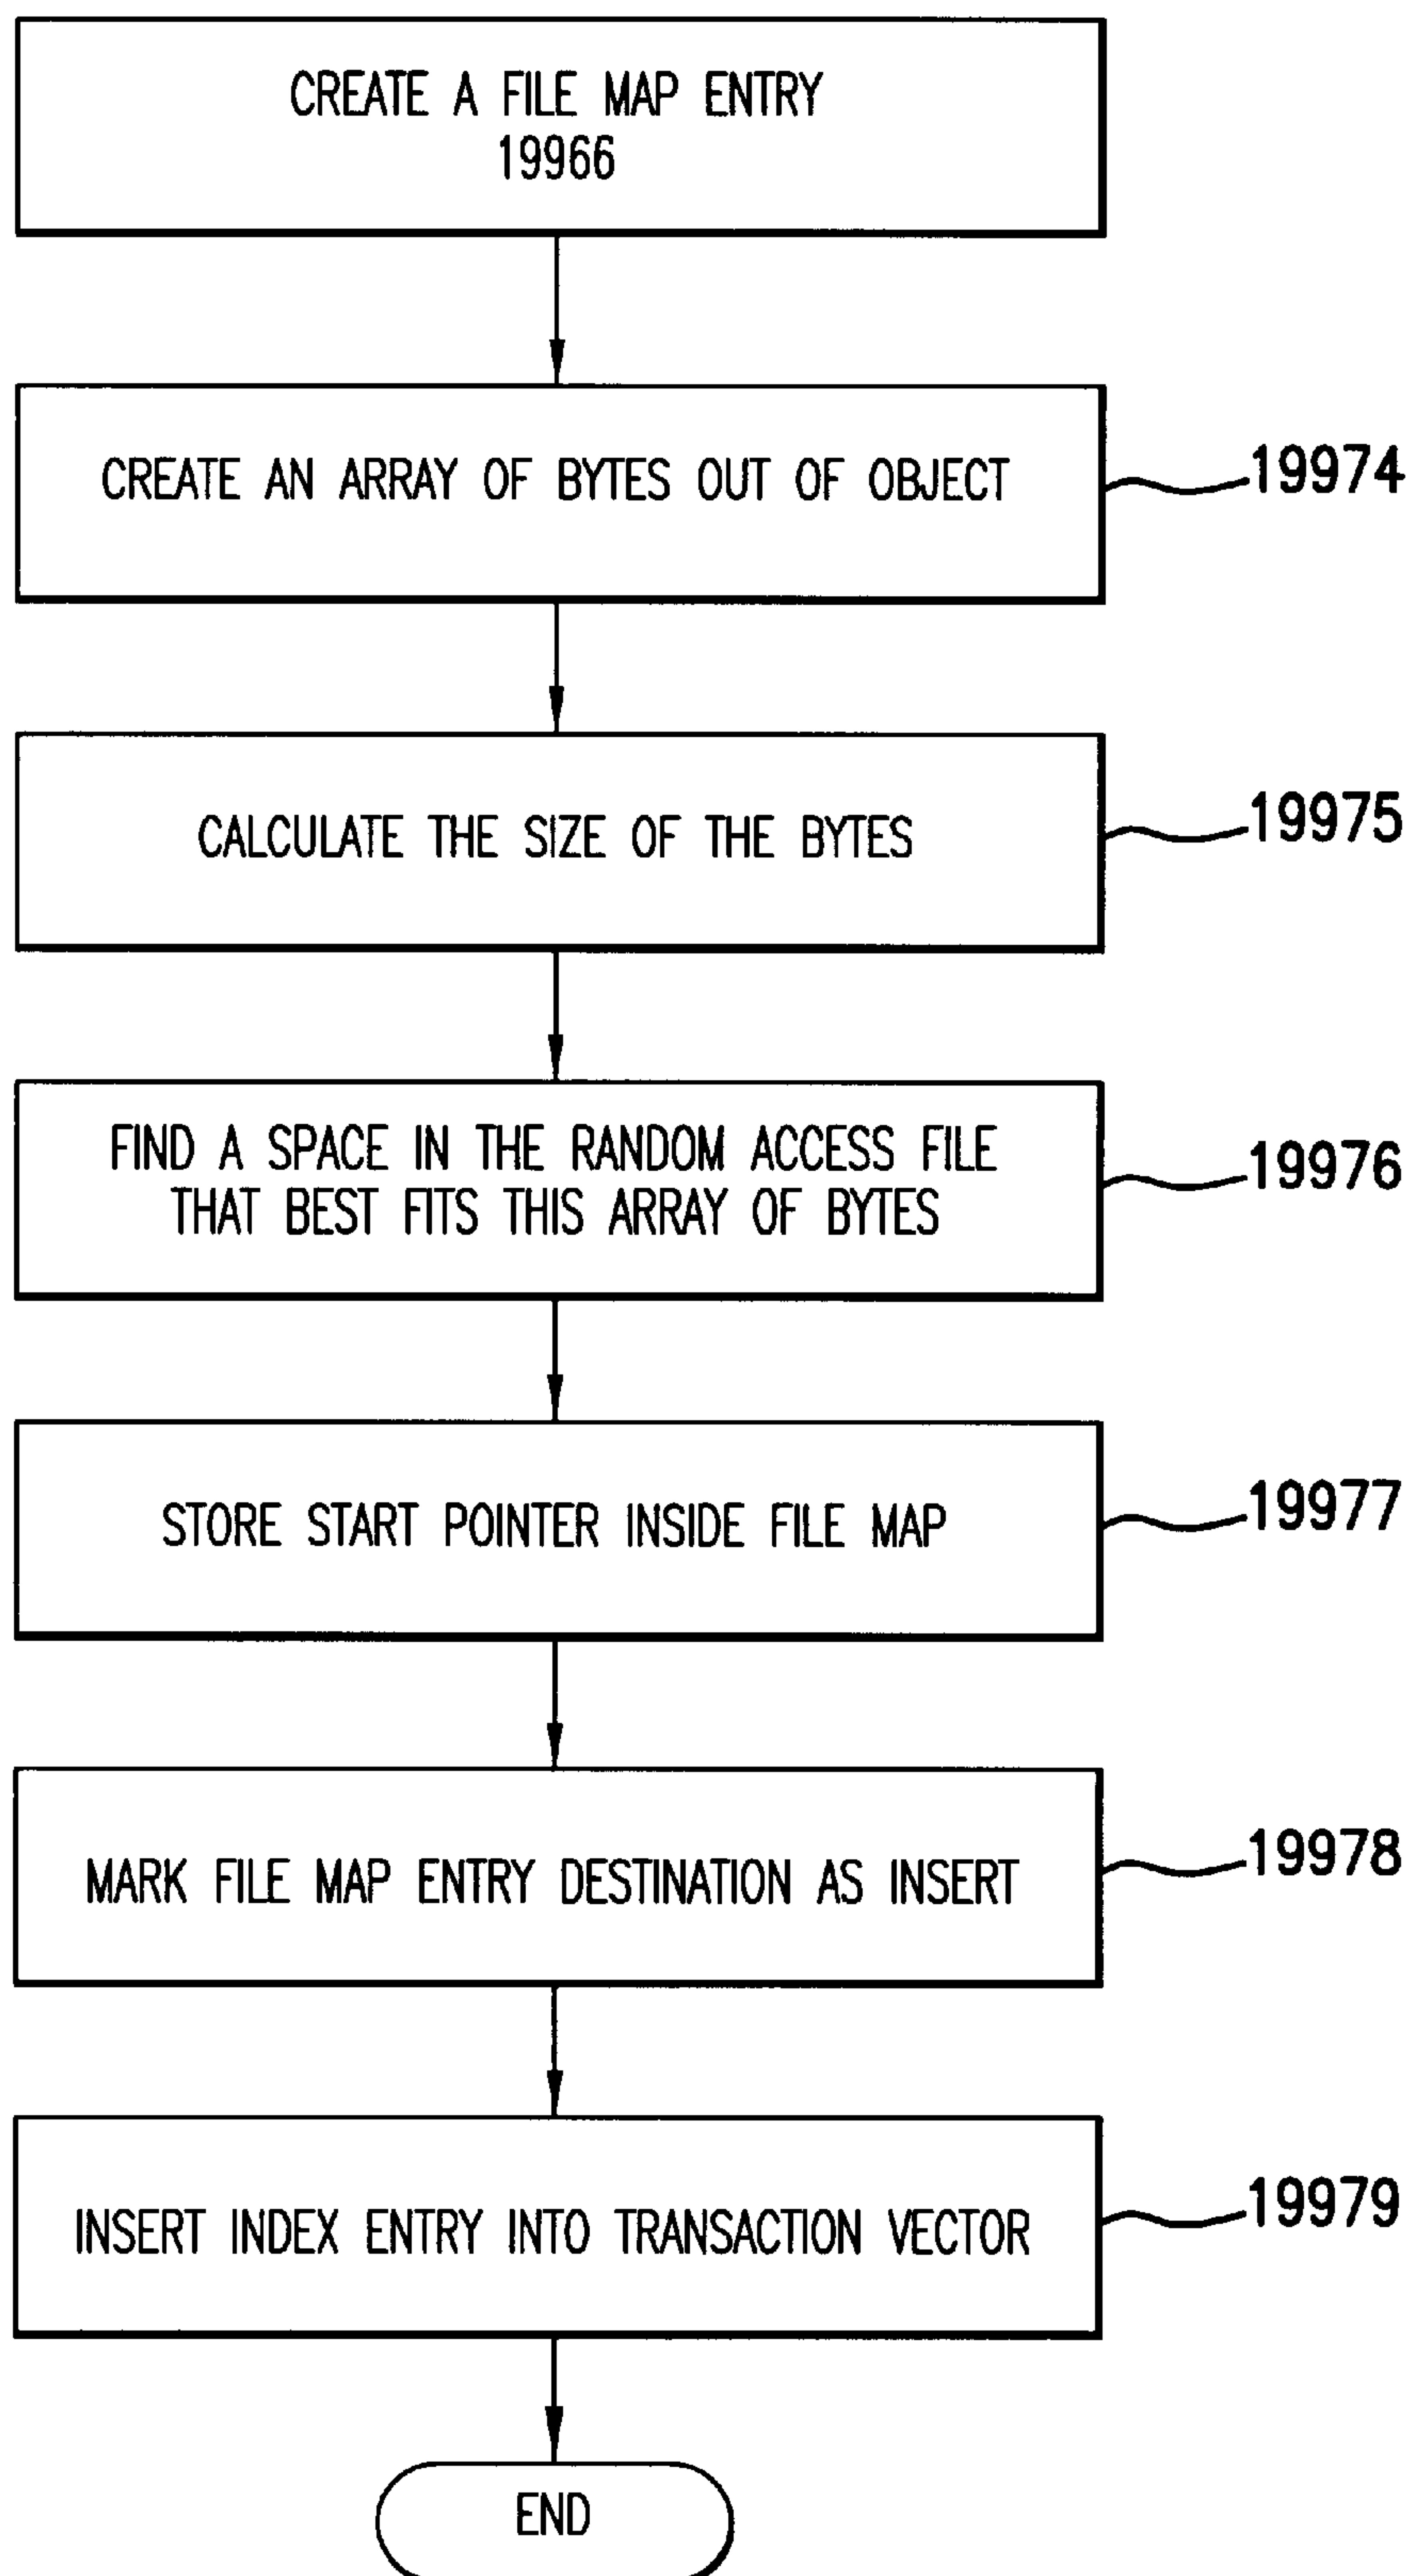 CREATE A FILE MAP ENTRY
19966
CREATE AN ARRAY OF BYTES OUT OF OBJECT
19974
CALCULATE THE SIZE OF THE BYTES
19975
FIND A SPACE IN THE RANDOM ACCESS FILE
THAT BEST FITS THIS ARRAY OF BYTES
19976
STORE START POINTER INSIDE FILE MAP
19977
MARK FILE MAP ENTRY DESTINATION AS INSERT
19978
INSERT INDEX ENTRY INTO TRANSACTION VECTOR
19979
END